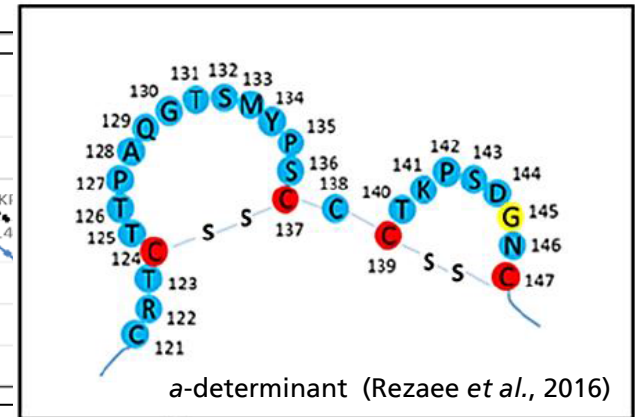 131 132 133
130 T S M 134
129 G Y
Q P 135
128 A S 136
127 P C 138
126 T 137 C
125 T S S
124 C
T 123
R 122
C 121
142 143
141 P S 144
140 K D
T G 145
C N 146
139 S S C 147
a-determinant (Rezaee et al., 2016)